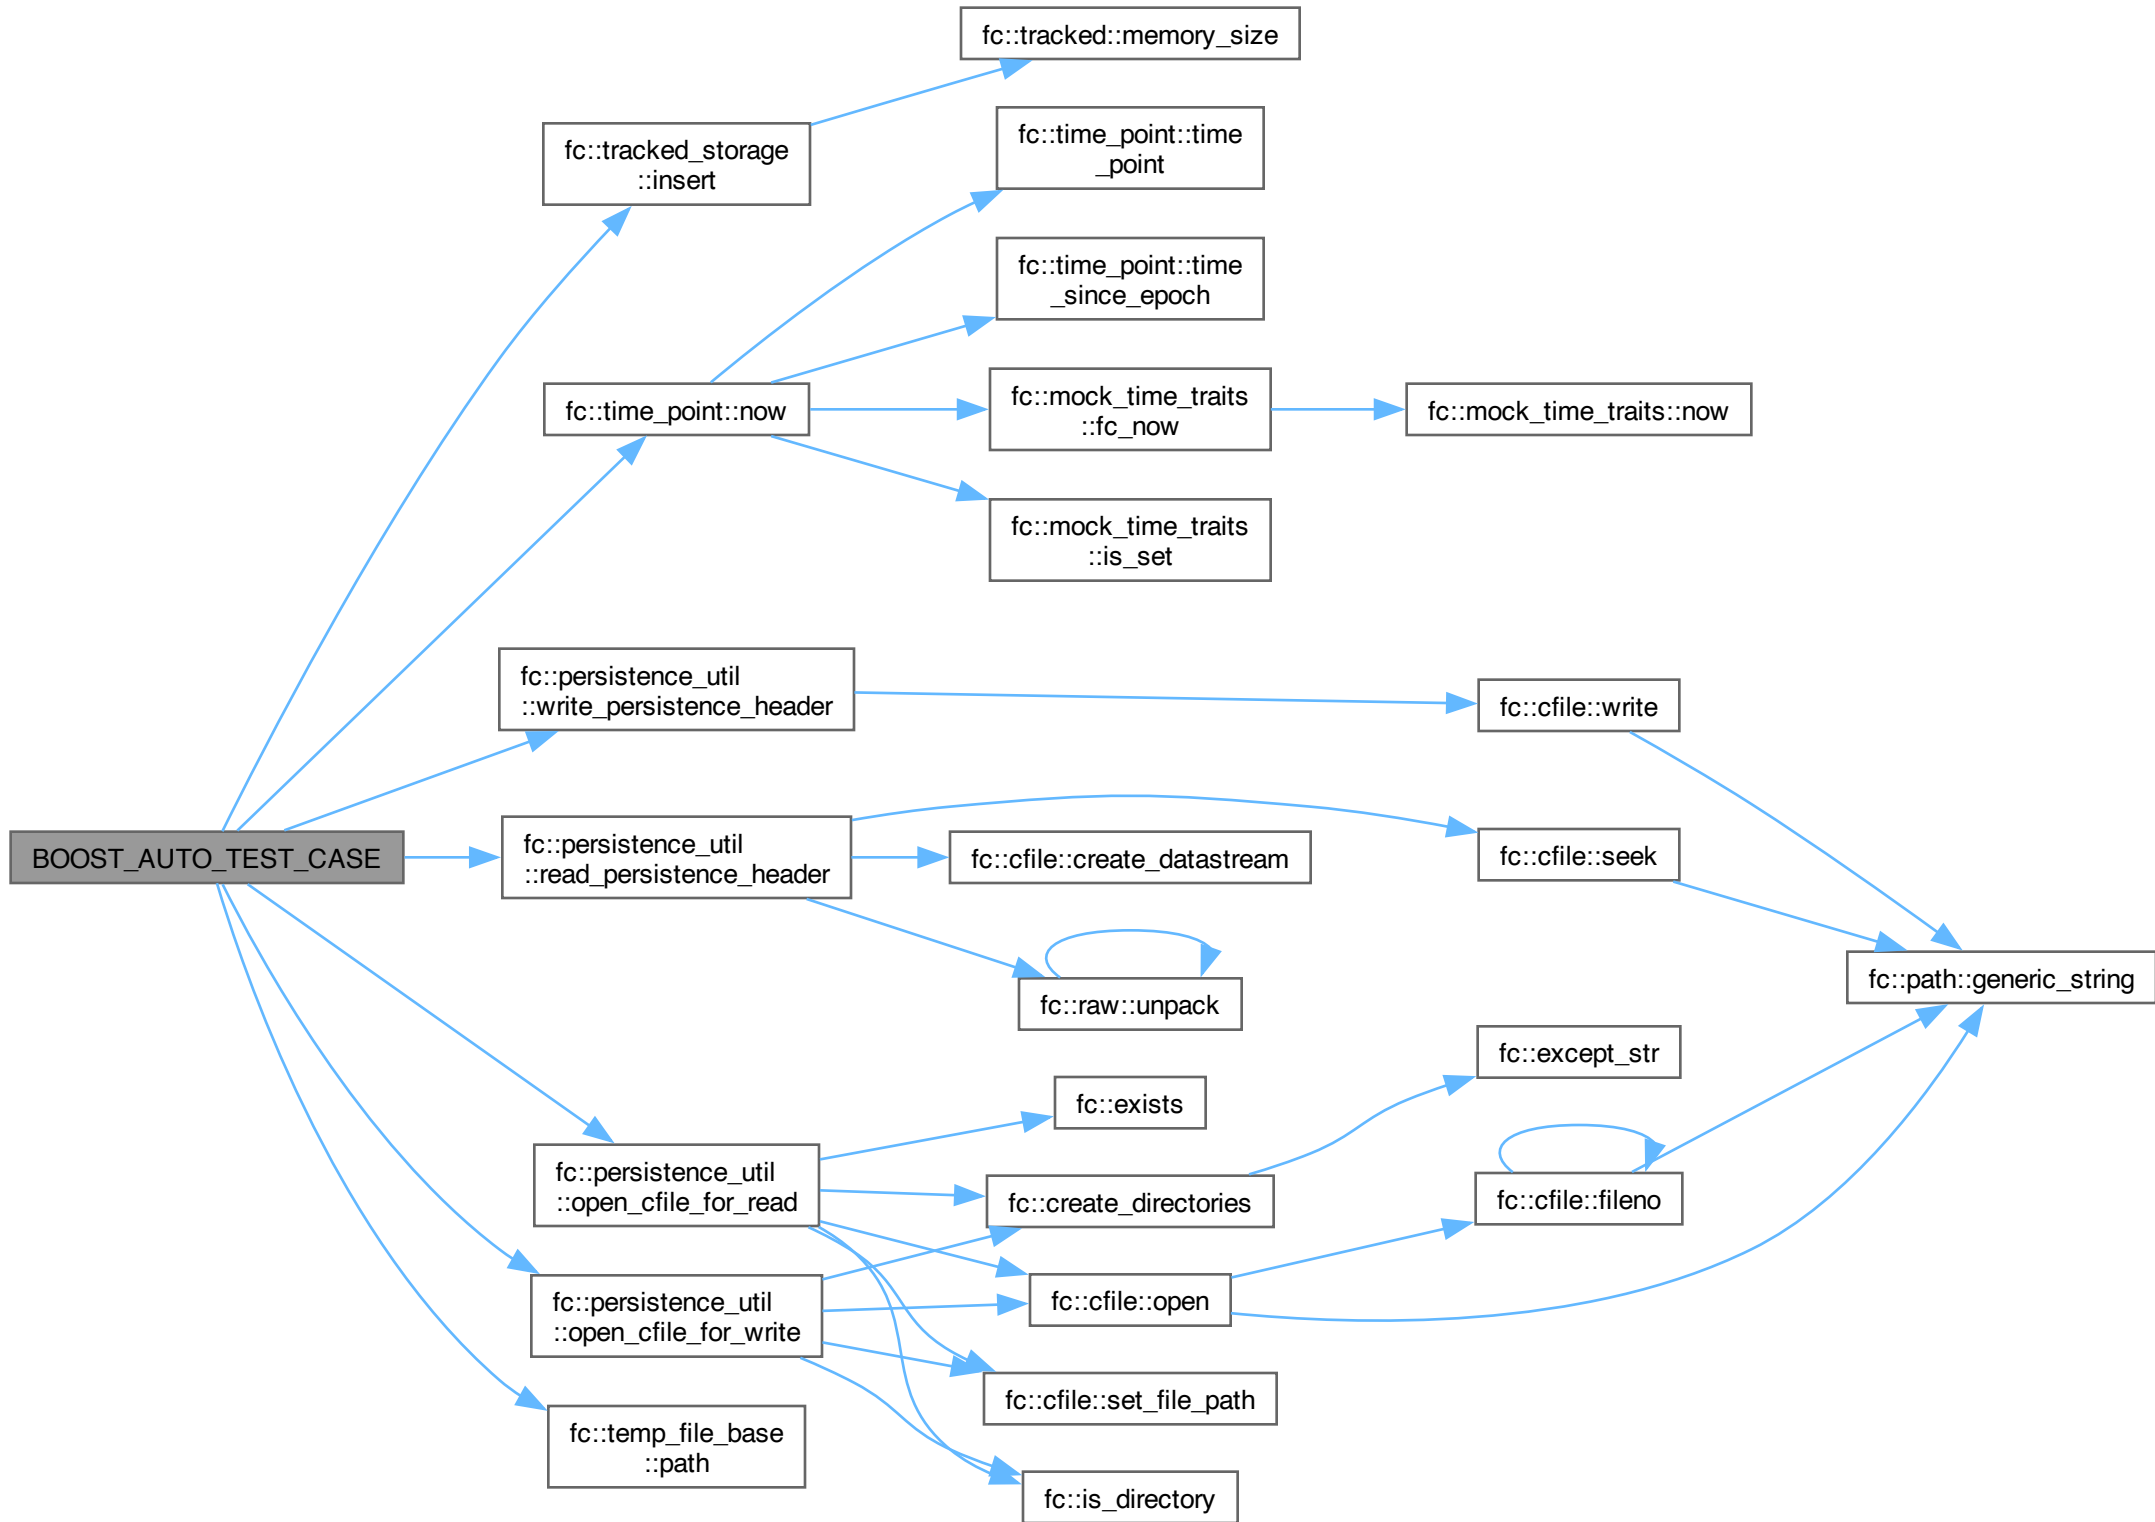 fc::tracked::memory_size
fc::tracked_storage
::insert
fc::time_point::time
_point
fc::time_point::time
_since_epoch
fc::time_point::now
fc::mock_time_traits
::fc_now
fc::mock_time_traits::now
fc::mock_time_traits
::is_set
fc::persistence_util
::write_persistence_header
fc::cfile::write
BOOST_AUTO_TEST_CASE
fc::persistence_util
::read_persistence_header
fc::cfile::create_datastream
fc::cfile::seek
fc::raw::unpack
fc::path::generic_string
fc::except_str
fc::exists
fc::persistence_util
::open_cfile_for_read
fc::create_directories
fc::cfile::fileno
fc::persistence_util
::open_cfile_for_write
fc::cfile::open
fc::cfile::set_file_path
fc::temp_file_base
::path
fc::is_directory